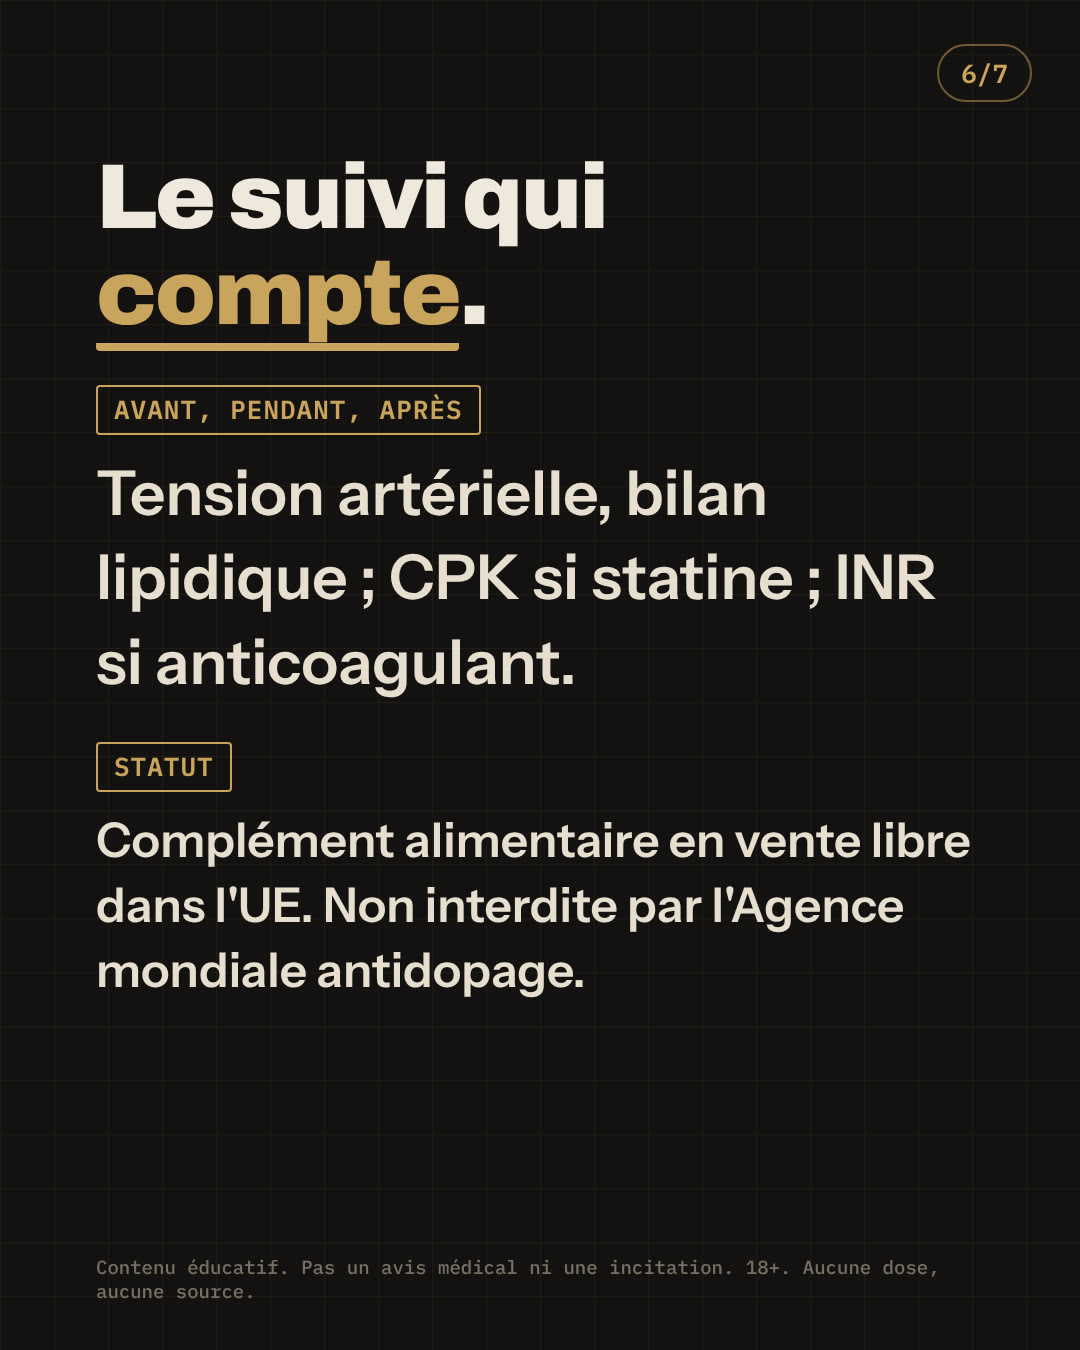 6/7
Le suivi qui
compte.
AVANT, PENDANT, APRÈS
Tension artérielle, bilan
lipidique ; CPK si statine ; INR
si anticoagulant.
STATUT
Complément alimentaire en vente libre
dans l'UE. Non interdite par l'Agence
mondiale antidopage.
Contenu éducatif. Pas un avis médical ni une incitation. 18+. Aucune dose,
aucune source.